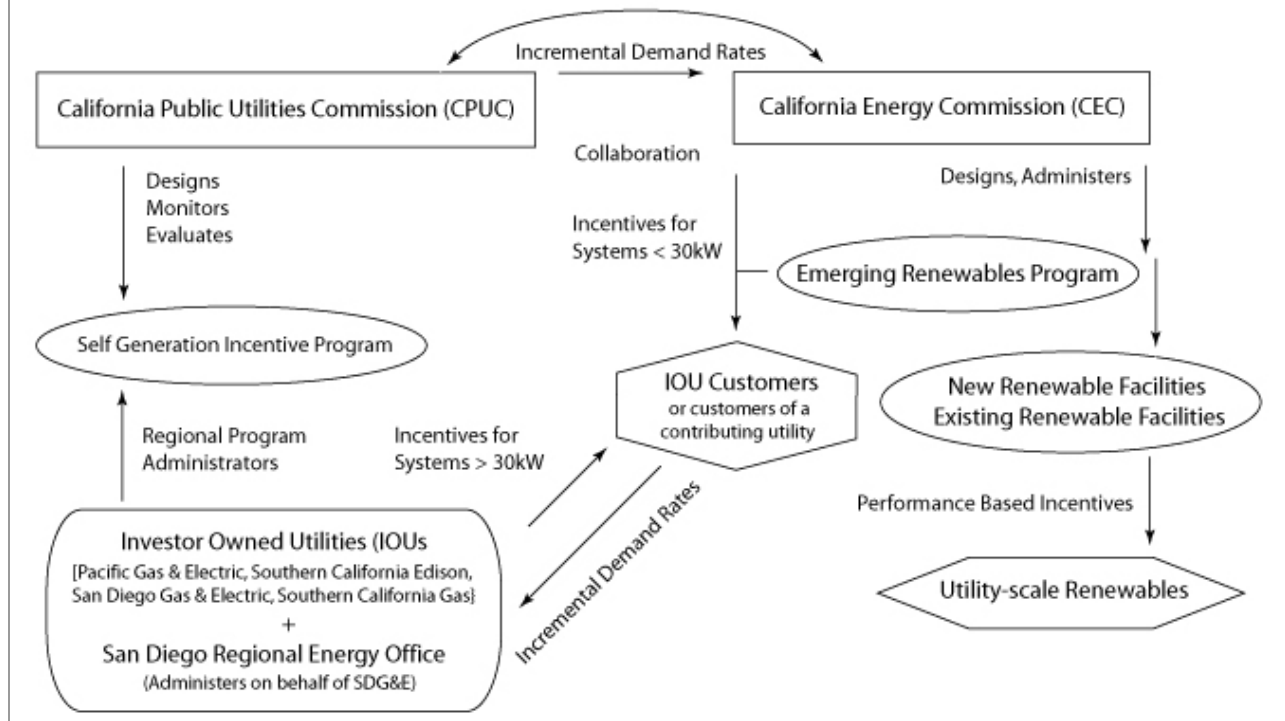 Incremental Demand Rates
California Public Utilities Commission (CPUC)
California Energy Commission (CEC)
Collaboration
Designs
Monitors
Evaluates
Designs, Administers
Incentives for
Systems < 30kW
Emerging Renewables Program
Self Generation Incentive Program
IOU Customers
or customers of a
contributing utility
New Renewable Facilities
Existing Renewable Facilities
Regional Program
Administrators
Incentives for
Systems > 30kW
Incremental Demand Rates
Performance Based Incentives
Investor Owned Utilities (IOUs
[Pacific Gas & Electric, Southern California Edison,
San Diego Gas & Electric, Southern California Gas}
+
San Diego Regional Energy Office
(Administers on behalf of SDG&E)
Utility-scale Renewables